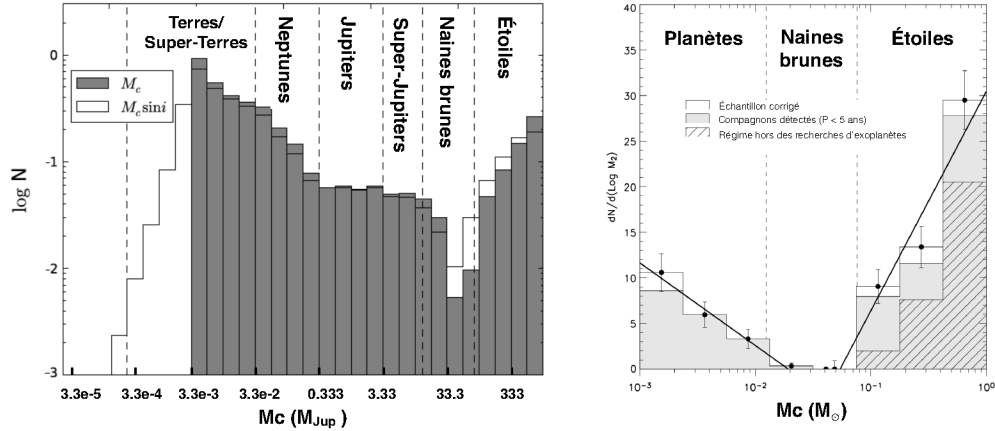 Terres/
Super-Terres
Neptunes
Jupiters
Super-Jupiters
Naines brunes
Étoiles
M_c
M_c sin i
log N
0
-1
-2
-3
3.3e-5
3.3e-4
3.3e-3
3.3e-2
0.333
3.33
33.3
333
Mc (M_Jup)
Planètes
Naines
brunes
Étoiles
Échantillon corrigé
Compagnons détectés (P < 5 ans)
Régime hors des recherches d'exoplanètes
dN/d(Log M₂)
40
35
30
25
20
15
10
5
0
10⁻³
10⁻²
10⁻¹
10⁰
Mc (M⊙)